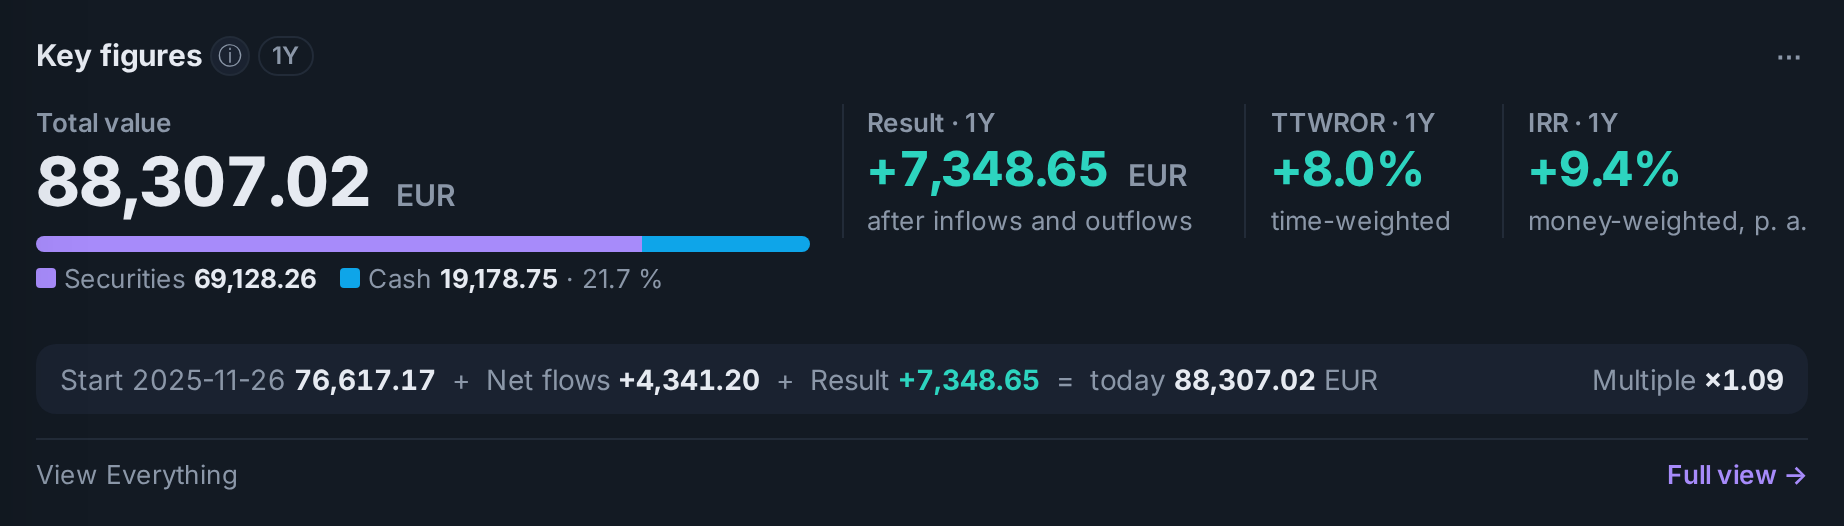 Key figures ⓘ 1Y ...
Total value
88,307.02 EUR
Securities 69,128.26 Cash 19,178.75 · 21.7 %
Result · 1Y
+7,348.65 EUR
after inflows and outflows
TTWROR · 1Y
+8.0%
time-weighted
IRR · 1Y
+9.4%
money-weighted, p. a.
Start 2025-11-26 76,617.17 + Net flows +4,341.20 + Result +7,348.65 = today 88,307.02 EUR Multiple ×1.09
View Everything Full view →